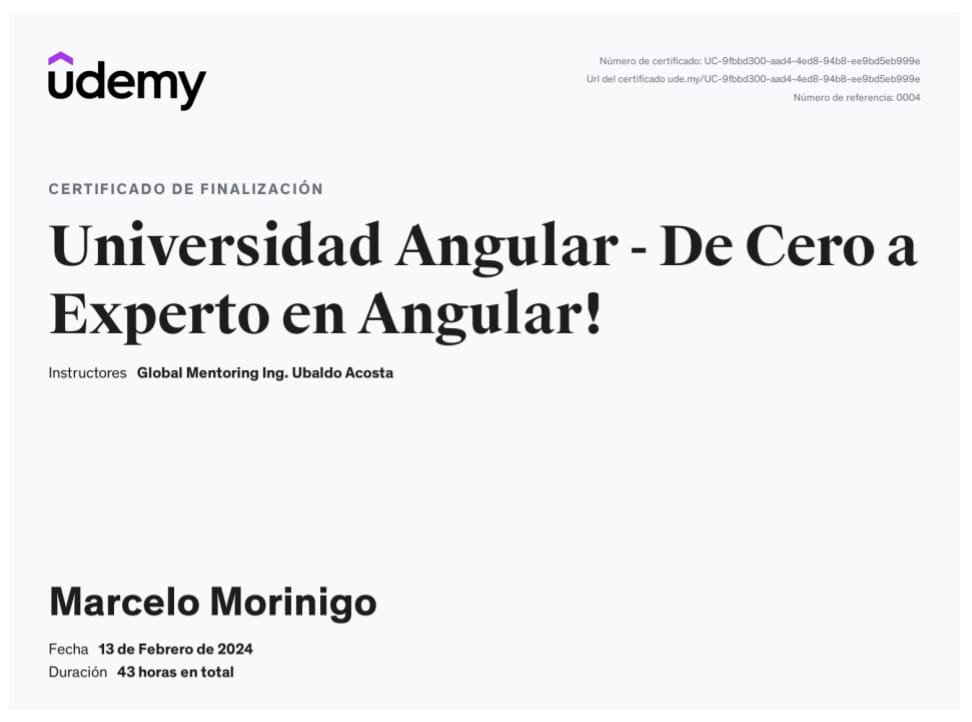 udemy
Número de certificado: UC-9fbbd300-aad4-4ed8-94b8-ee9bd5eb999e
Url del certificado ude.my/UC-9fbbd300-aad4-4ed8-94b8-ee9bd5eb999e
Número de referencia: 0004
CERTIFICADO DE FINALIZACIÓN
Universidad Angular - De Cero a
Experto en Angular!
Instructores Global Mentoring Ing. Ubaldo Acosta
Marcelo Morinigo
Fecha 13 de Febrero de 2024
Duración 43 horas en total